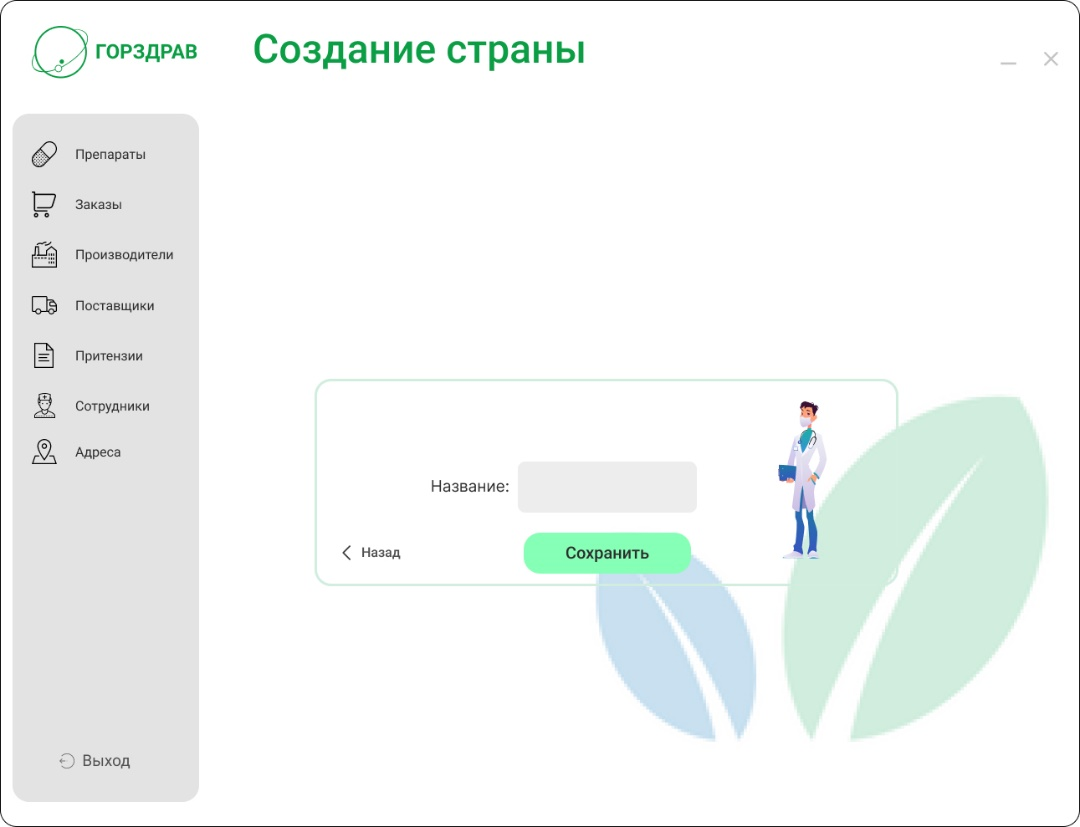 ГОРЗДРАВ
Создание страны
Препараты
Заказы
Производители
Поставщики
Притензии
Сотрудники
Адреса
Название:
Назад
Сохранить
Выход